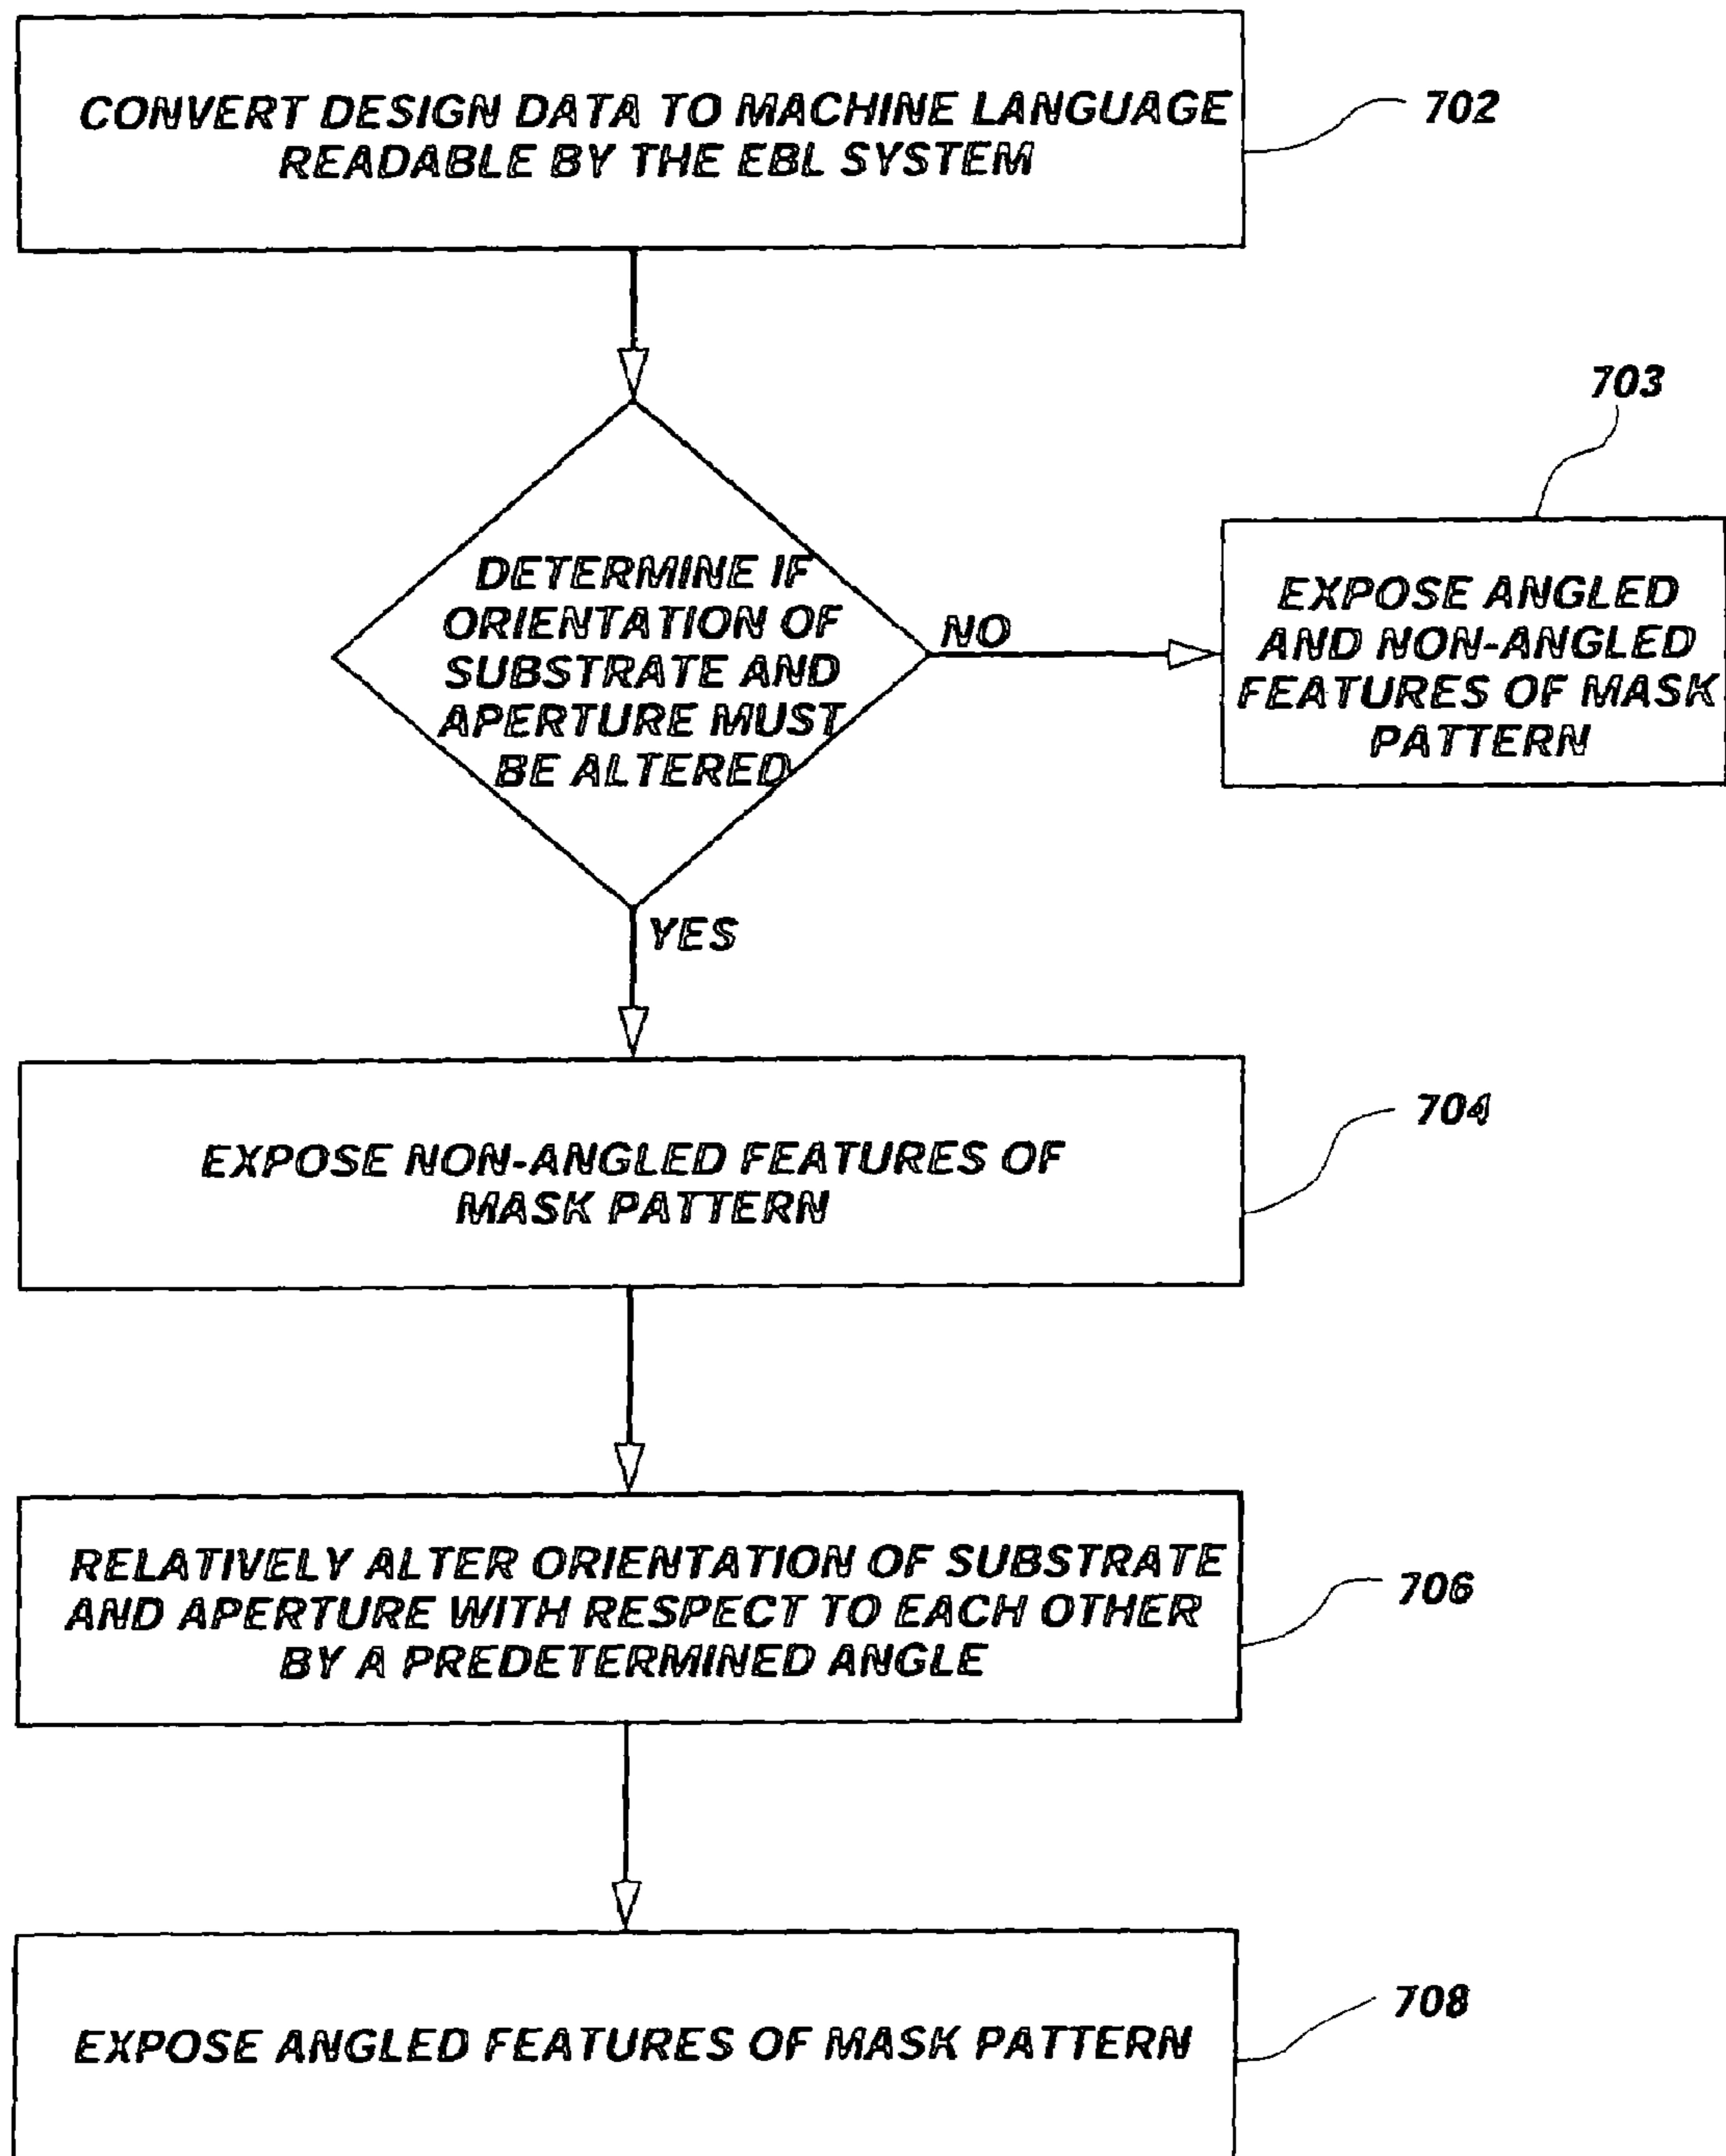 CONVERT DESIGN DATA TO MACHINE LANGUAGE
READABLE BY THE EBL SYSTEM
702
703
DETERMINE IF
ORIENTATION OF
SUBSTRATE AND
APERTURE MUST
BE ALTERED
NO
EXPOSE ANGLED
AND NON-ANGLED
FEATURES OF MASK
PATTERN
YES
704
EXPOSE NON-ANGLED FEATURES OF
MASK PATTERN
RELATIVELY ALTER ORIENTATION OF SUBSTRATE
AND APERTURE WITH RESPECT TO EACH OTHER
BY A PREDETERMINED ANGLE
706
708
EXPOSE ANGLED FEATURES OF MASK PATTERN